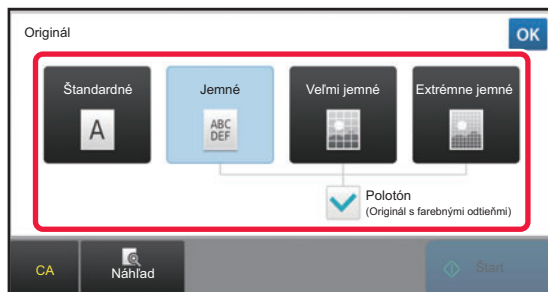 Originál
OK
Štandardné
Jemné
Veľmi jemné
Extrémne jemné
A
ABC
DEF
Polotón
(Originál s farebnými odtieňmi)
CA
Náhľad
Štart